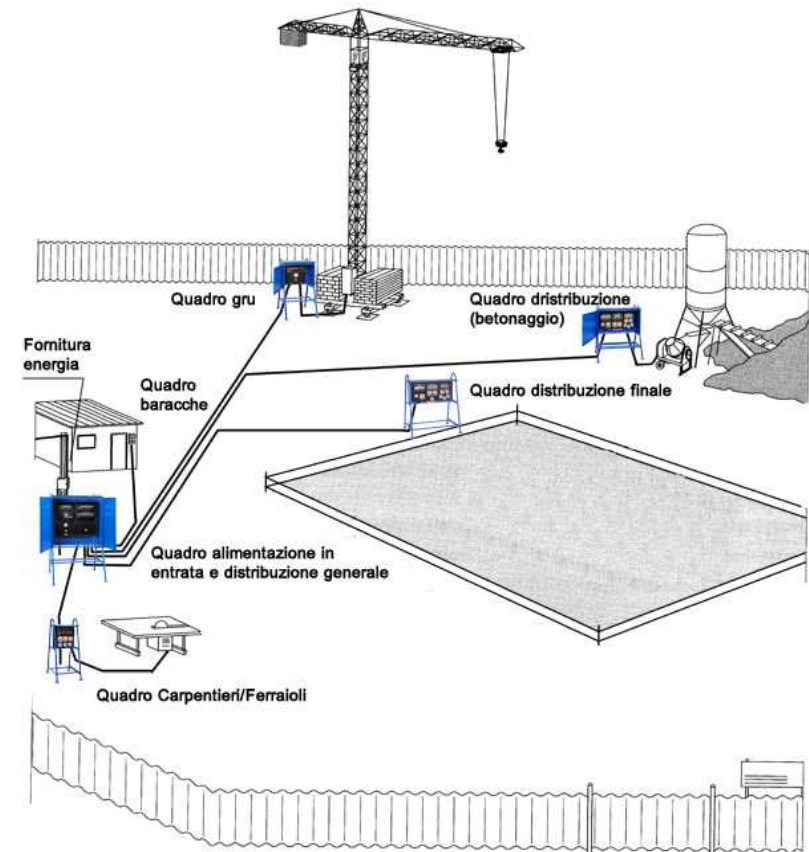 Quadro gru
Quadro dristribuzione
(betonaggio)
Fornitura
energia
Quadro
baracche
Quadro distribuzione finale
Quadro alimentazione in
entrata e distribuzione generale
Quadro Carpentieri/Ferraioli